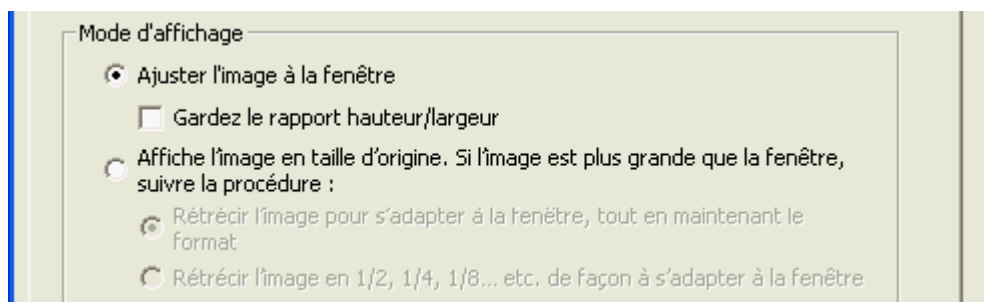 Mode d'affichage
Ajuster l'image à la fenêtre
Gardez le rapport hauteur/largeur
Affiche l’image en taille d’origine. Si l’image est plus grande que la fenêtre,
suivre la procédure :
Rétrécir l’image pour s’adapter à la fenêtre, tout en maintenant le
format
Rétrécir l’image en 1/2, 1/4, 1/8... etc. de façon à s’adapter à la fenêtre